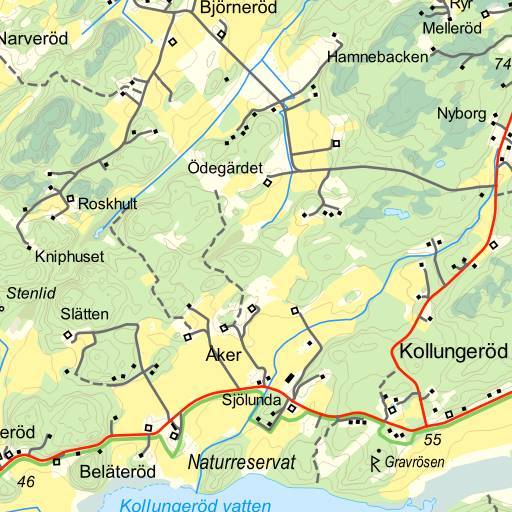 Björneröd
Ryr
Melleröd
Narveröd
Hamnebacken
74
Nyborg
Ödegärdet
Roskhult
Kniphuset
Stenlid
Slätten
Åker
Kollungeröd
Sjölunda
eröd
55
Beläteröd
Naturreservat
Gravrösen
46
Kollungeröd vatten